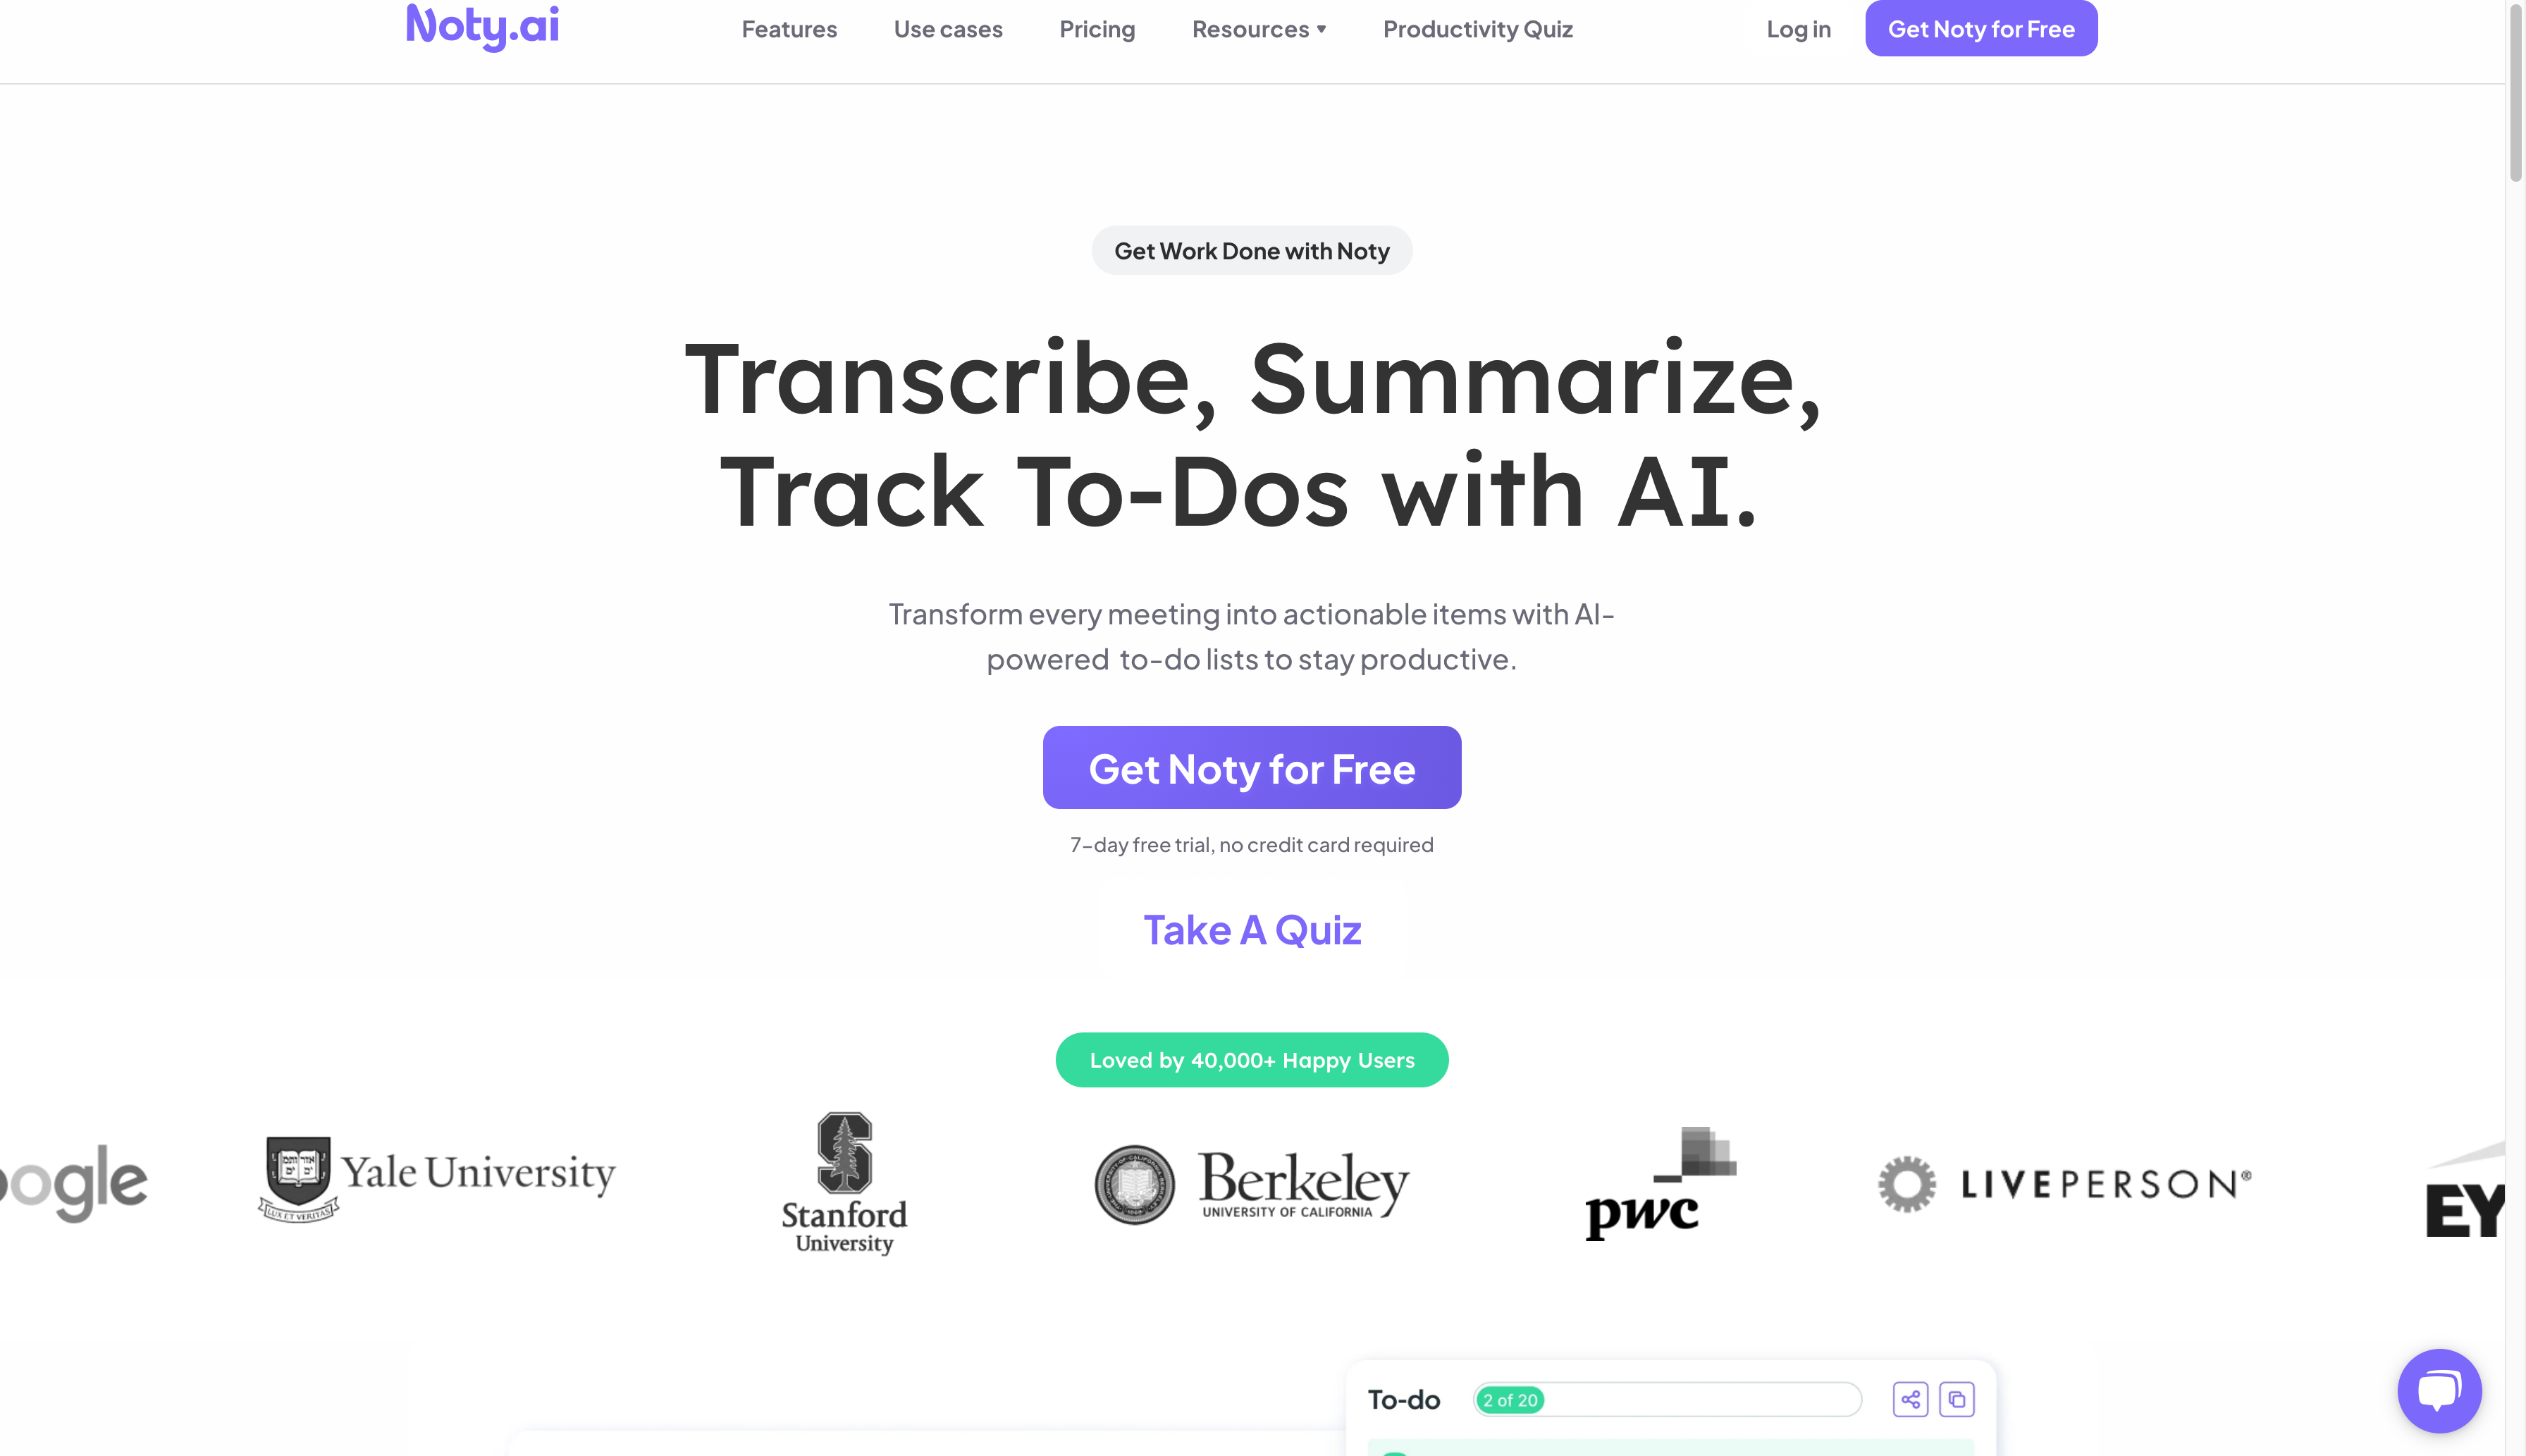 Noty.ai
Features
Use cases
Pricing
Resources ▾
Productivity Quiz
Log in
Get Noty for Free
Get Work Done with Noty
Transcribe, Summarize,
Track To-Dos with AI.
Transform every meeting into actionable items with AI-
powered to-do lists to stay productive.
Get Noty for Free
7-day free trial, no credit card required
Take A Quiz
Loved by 40,000+ Happy Users
ogle
LUX ET VERITAS
Yale University
Stanford
University
Berkeley
UNIVERSITY OF CALIFORNIA
pwc
LIVEPERSON®
EY
To-do
2 of 20